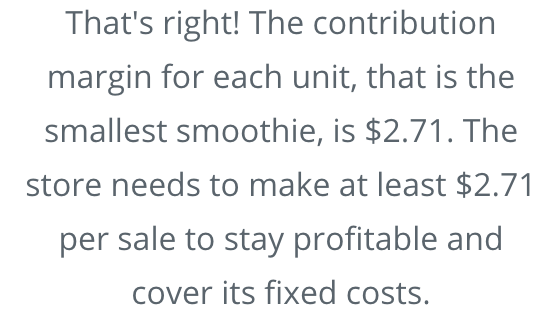 That's right! The contribution
margin for each unit, that is the
smallest smoothie, is $2.71. The
store needs to make at least $2.71
per sale to stay profitable and
cover its fixed costs.